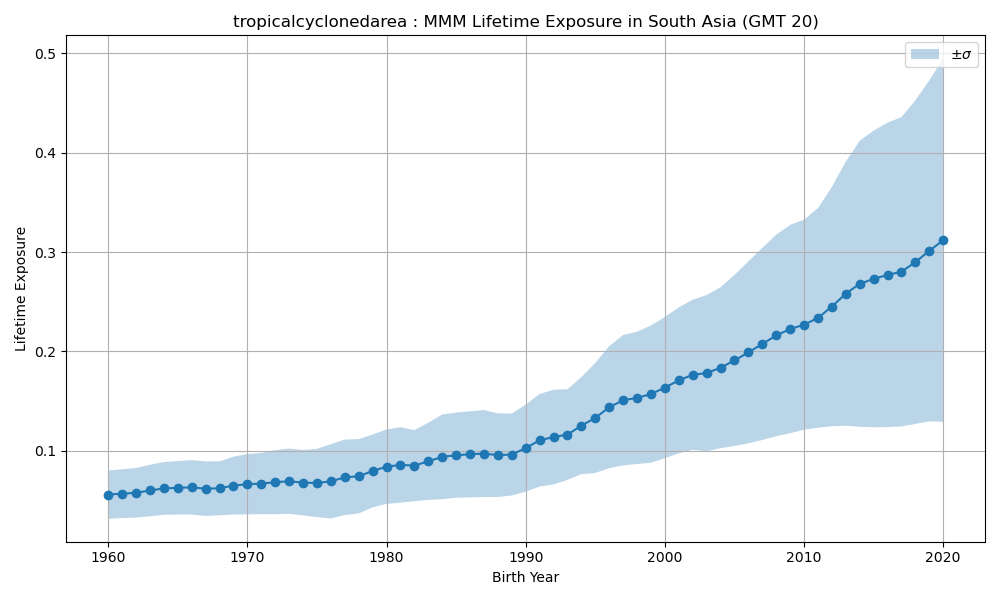 tropicalcyclonedarea : MMM Lifetime Exposure in South Asia (GMT 20)
±σ
0.5
0.4
0.3
0.2
0.1
Lifetime Exposure
1960 1970 1980 1990 2000 2010 2020
Birth Year